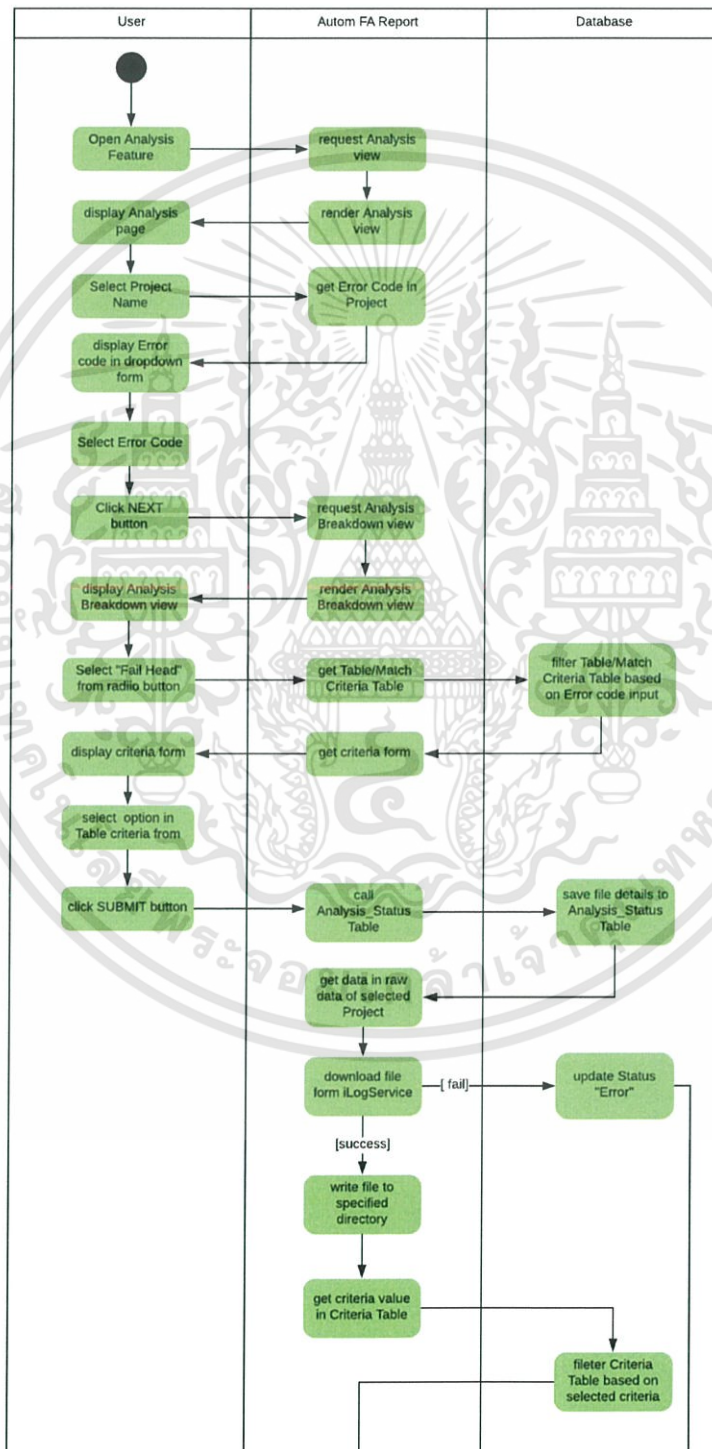 User
Autom FA Report
Database
Open Analysis
Feature
request Analysis
view
display Analysis
page
render Analysis
view
Select Project
Name
get Error Code in
Project
display Error
code in dropdown
form
Select Error Code
Click NEXT
button
request Analysis
Breakdown view
display Analysis
Breakdown view
render Analysis
Breakdown view
Select "Fail Head"
from radiio button
get Table/Match
Criteria Table
filter Table/Match
Criteria Table based
on Error code input
display criteria form
get criteria form
select option in
Table criteria from
click SUBMIT button
call
Analysis_Status
Table
save file details to
Analysis_Status
Table
get data in raw
data of selected
Project
download file
form iLogService
[ fail]
update Status
"Error"
[success]
write file to
specified
directory
get criteria value
in Criteria Table
fileter Criteria
Table based on
selected criteria